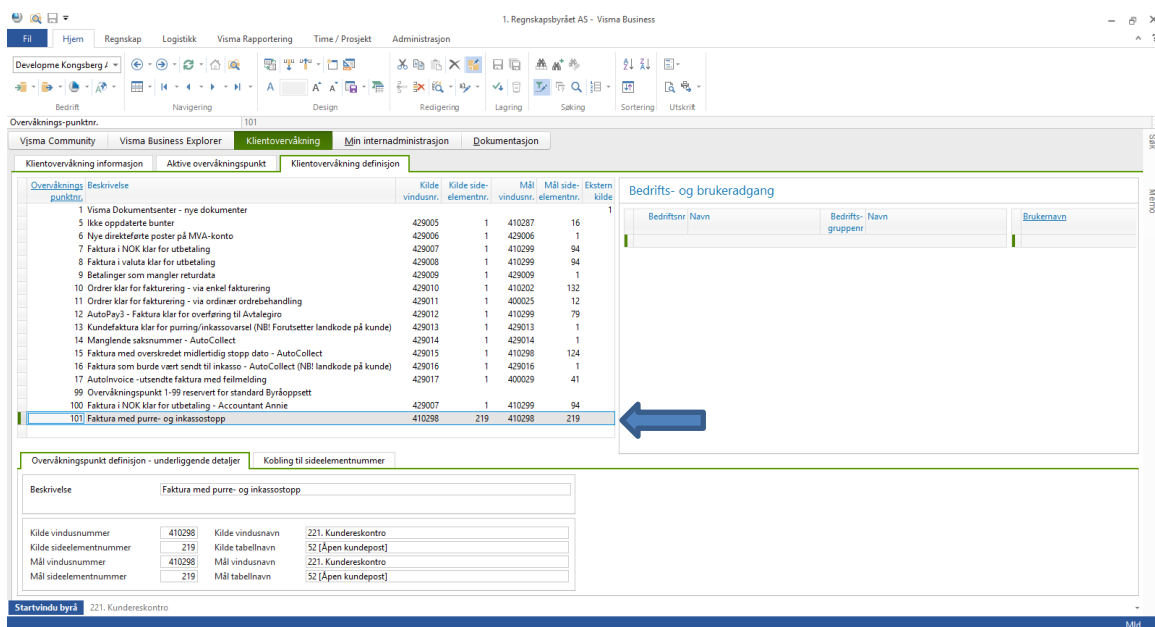 1. Regnskapsbyrået AS - Visma Business
Fil Hjem Regnskap Logistikk Visma Rapportering Time / Prosjekt Administrasjon
Developme Kongsberg
Bedrift Navigering Design Redigering Lagring Søking Sortering Utskrift
Overvåknings-punktnr. 101
Visma Community Visma Business Explorer Klientovervåkning Min internadministrasjon Dokumentasjon
Søk
Klientovervåkning informasjon Aktive overvåkningspunkt Klientovervåkning definisjon
Memo
Overvåknings Beskrivelse Kilde Kilde side- Mål Mål side- Ekstern
punktnr. vindusnr. elementnr. vindusnr. elementnr. kilde
1 Visma Dokumentsenter - nye dokumenter 1
5 Ikke oppdaterte bunter 429005 1 410287 16
6 Nye direkteførte poster på MVA-konto 429006 1 429006 1
7 Faktura i NOK klar for utbetaling 429007 1 410299 94
8 Faktura i valuta klar for utbetaling 429008 1 410299 94
9 Betalinger som mangler returdata 429009 1 429009 1
10 Ordrer klar for fakturering - via enkel fakturering 429010 1 410202 132
11 Ordrer klar for fakturering - via ordinær ordrebehandling 429011 1 400025 12
12 AutoPay3 - Faktura klar for overføring til Avtalegiro 429012 1 410299 79
13 Kundefaktura klar for purring/inkassovarsel (NB! Forutsetter landkode på kunde) 429013 1 429013 1
14 Manglende saksnummer - AutoCollect 429014 1 429014 1
15 Faktura med overskredet midlertidig stopp dato - AutoCollect 429015 1 410298 124
16 Faktura som burde vært sendt til inkasso - AutoCollect (NB! landkode på kunde) 429016 1 429016 1
17 AutoInvoice -utsendte faktura med feilmelding 429017 1 400029 41
99 Overvåkningspunkt 1-99 reservert for standard Byråoppsett
100 Faktura i NOK klar for utbetaling - Accountant Annie 429007 1 410299 94
101 Faktura med purre- og inkassostopp 410298 219 410298 219
Bedrifts- og brukeradgang
Bedriftsnr Navn Bedrifts- Navn Brukernavn
gruppenr
Overvåkningspunkt definisjon - underliggende detaljer Kobling til sideelementnummer
Beskrivelse Faktura med purre- og inkassostopp
Kilde vindusnummer 410298 Kilde vindusnavn 221. Kundereskontro
Kilde sideelementnummer 219 Kilde tabellnavn 52 [Åpen kundepost]
Mål vindusnummer 410298 Mål vindusnavn 221. Kundereskontro
Mål sideelementnummer 219 Mål tabellnavn 52 [Åpen kundepost]
Startvindu byrå 221. Kundereskontro
Mld